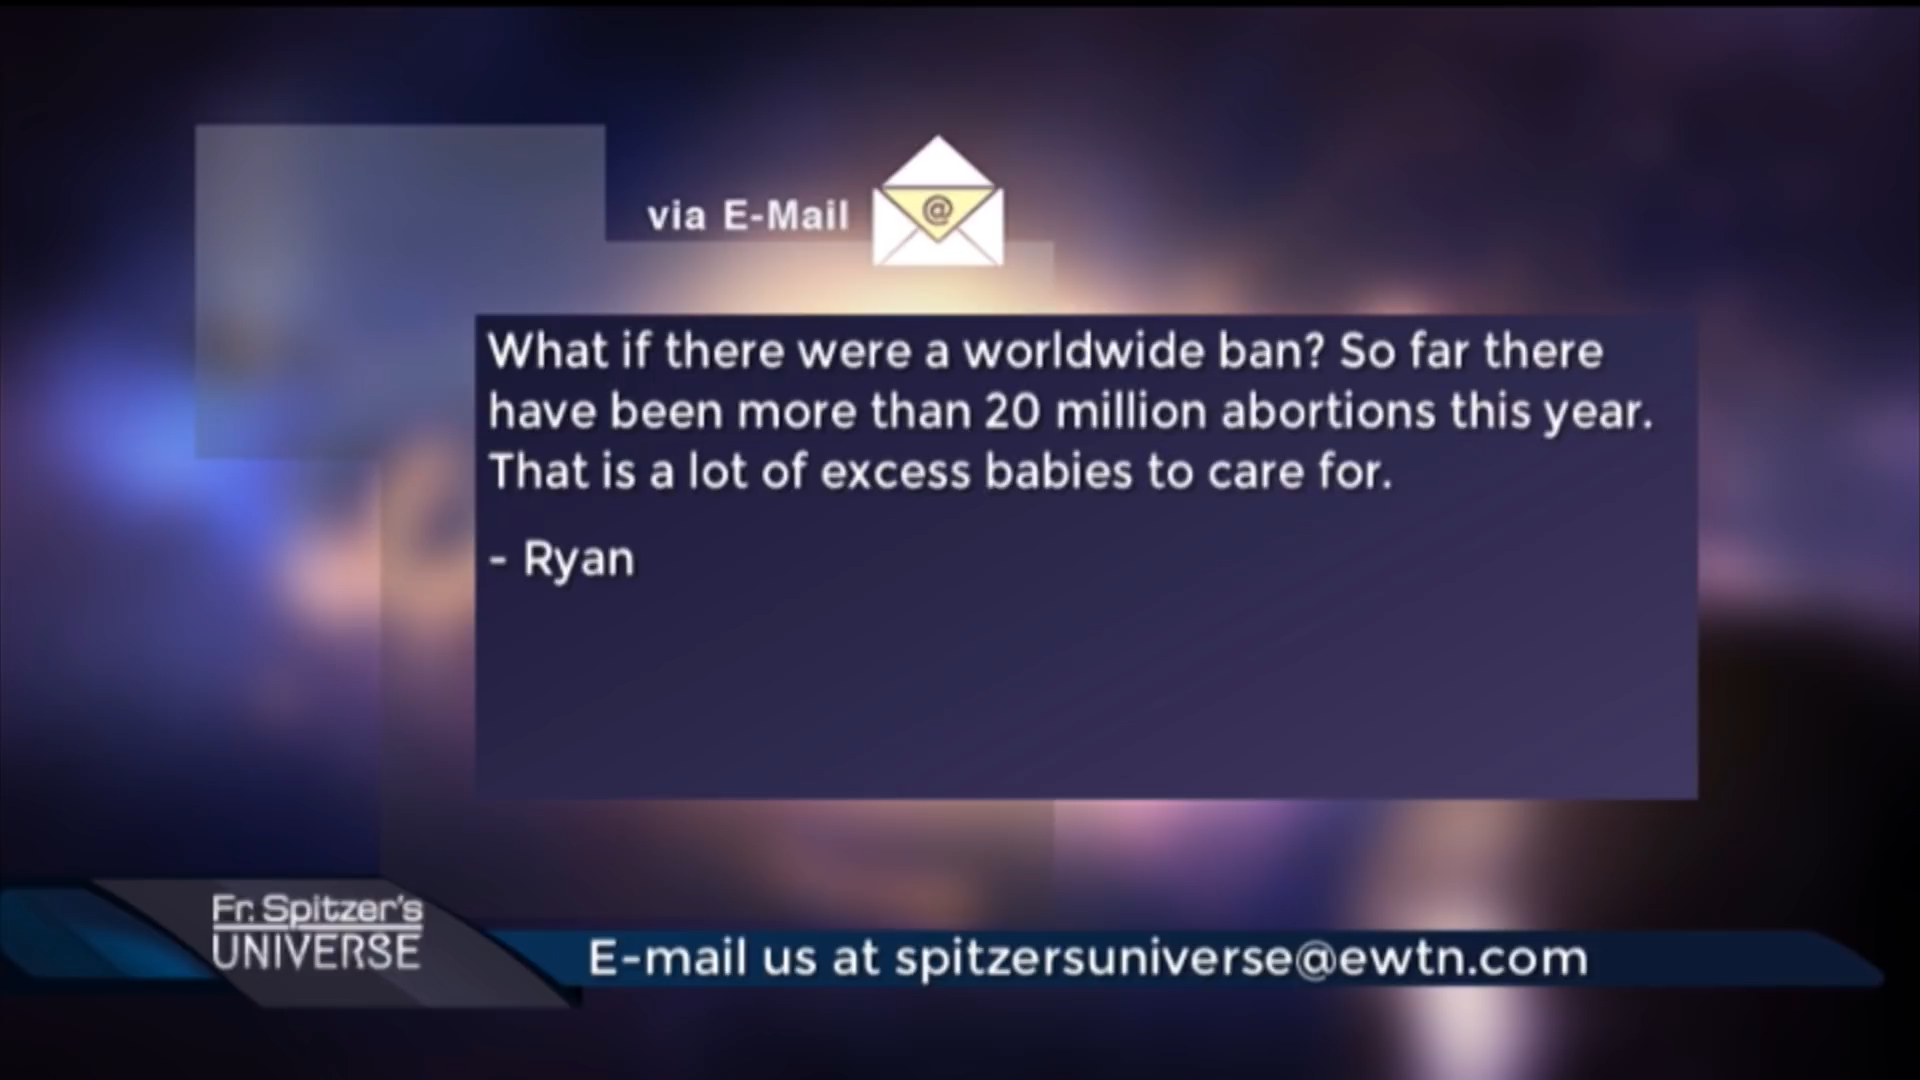 via E-Mail
@
What if there were a worldwide ban? So far there
have been more than 20 million abortions this year.
That is a lot of excess babies to care for.
- Ryan
Fr. Spitzer's
UNIVERSE
E-mail us at spitzersuniverse@ewtn.com